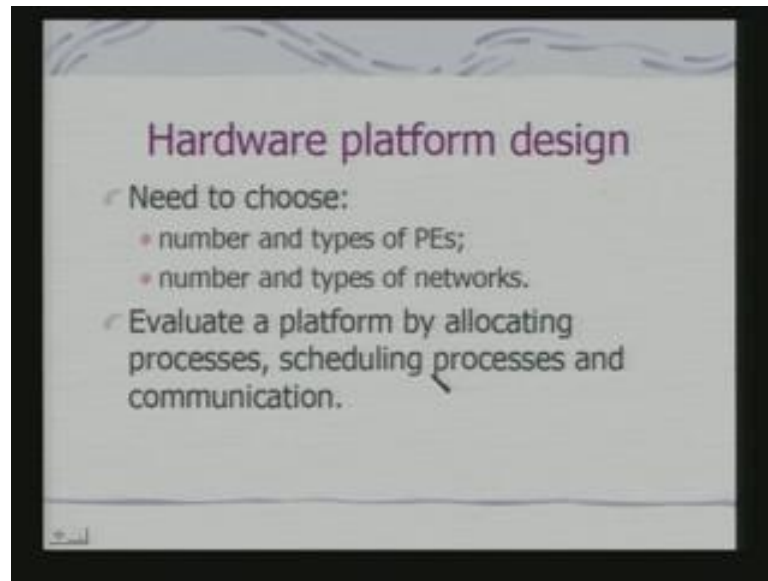 Hardware platform design
Need to choose:
number and types of PEs;
number and types of networks.
Evaluate a platform by allocating
processes, scheduling processes and
communication.